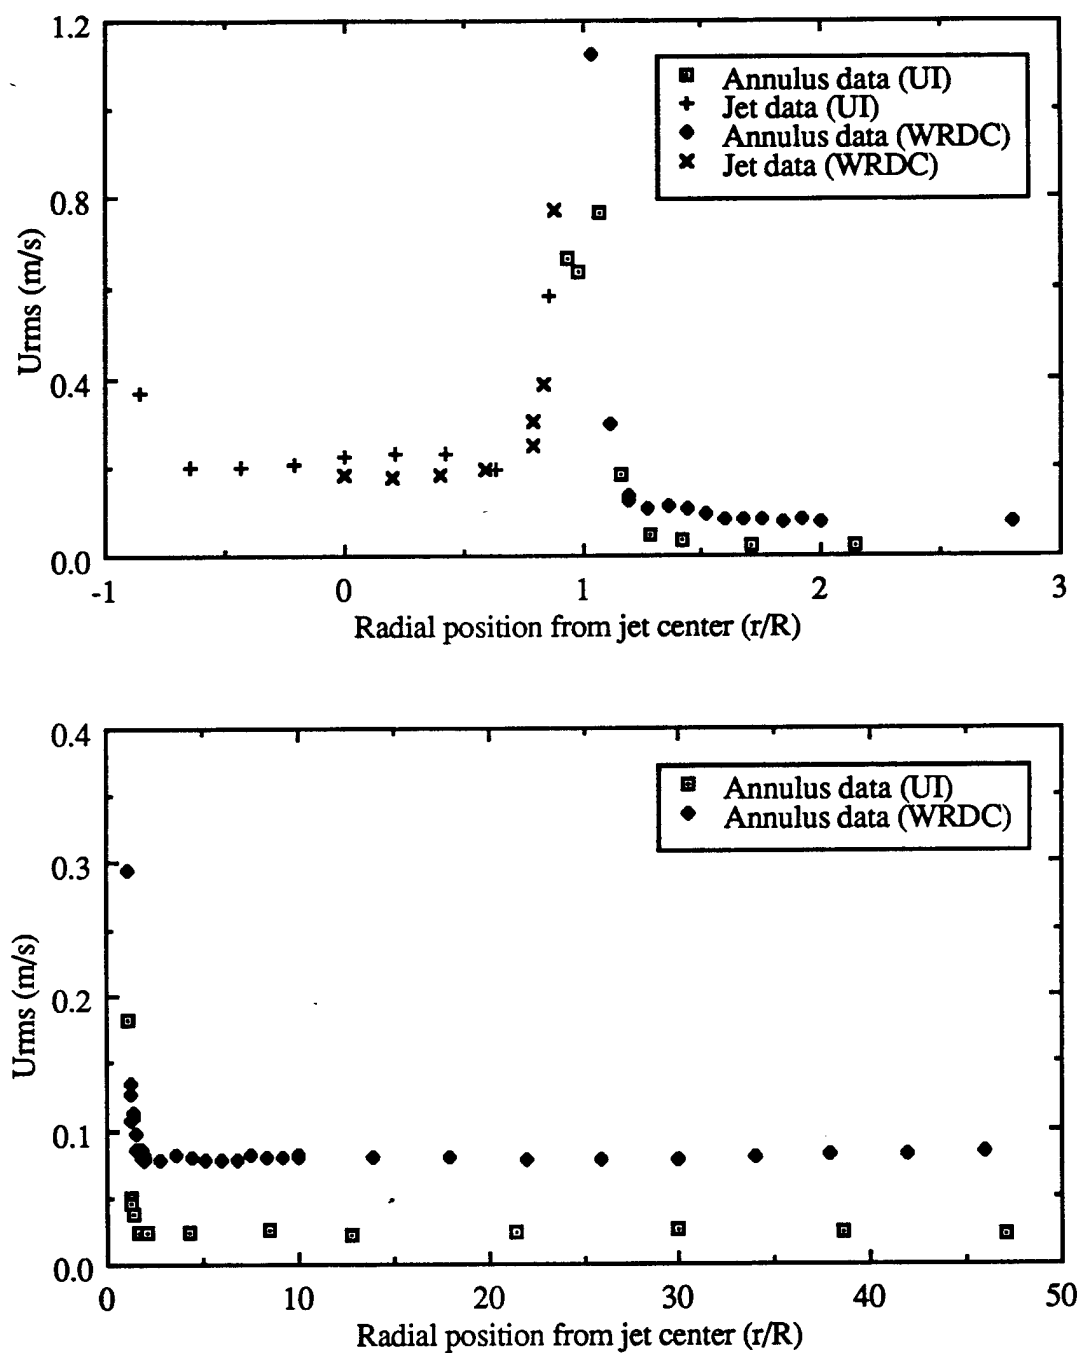 1.2
0.8
0.4
0.0
Urms (m/s)
Annulus data (UI)
Jet data (UI)
Annulus data (WRDC)
Jet data (WRDC)
-1 0 1 2 3
Radial position from jet center (r/R)
0.4
0.3
0.2
0.1
0.0
Urms (m/s)
Annulus data (UI)
Annulus data (WRDC)
0 10 20 30 40 50
Radial position from jet center (r/R)